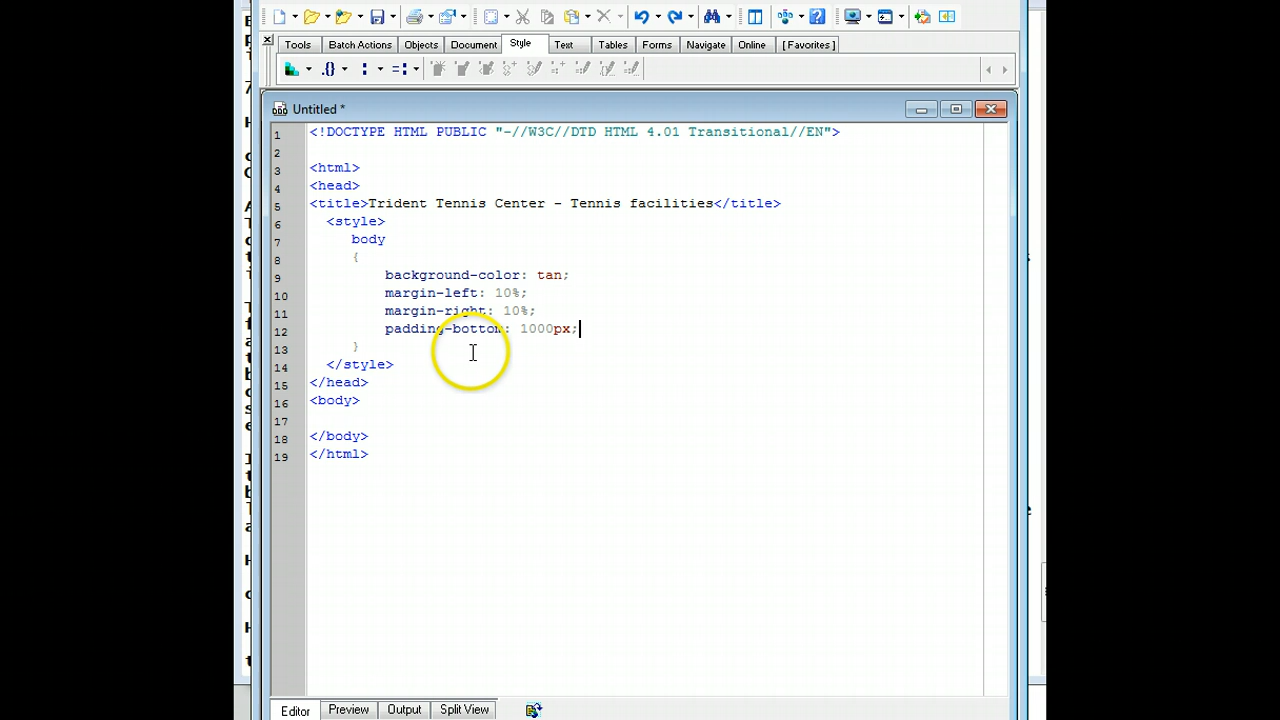 Tools Batch Actions Objects Document Style Text Tables Forms Navigate Online [ Favorites ]
Untitled *
1 <!DOCTYPE HTML PUBLIC "-//W3C//DTD HTML 4.01 Transitional//EN">
2
3 <html>
4 <head>
5 <title>Trident Tennis Center - Tennis facilities</title>
6 <style>
7 body
8 {
9 background-color: tan;
10 margin-left: 10%;
11 margin-right: 10%;
12 padding-bottom: 1000px;
13 }
14 </style>
15 </head>
16 <body>
17
18 </body>
19 </html>
Editor Preview Output Split View